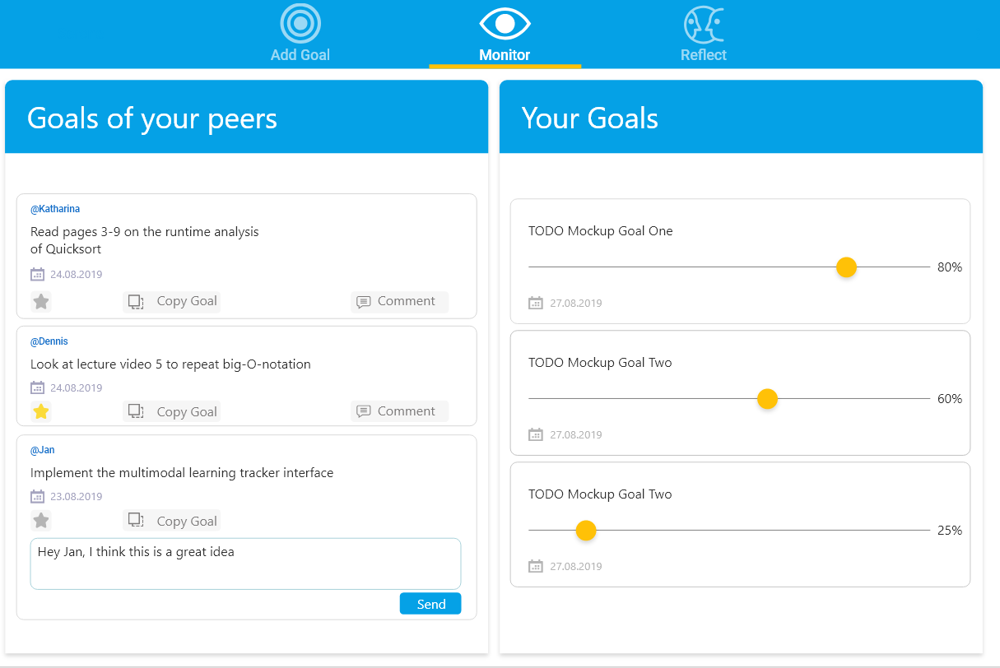 Add Goal
Monitor
Reflect
Goals of your peers
@Katharina
Read pages 3-9 on the runtime analysis
of Quicksort
24.08.2019
Copy Goal
Comment
@Dennis
Look at lecture video 5 to repeat big-O-notation
24.08.2019
Copy Goal
Comment
@Jan
Implement the multimodal learning tracker interface
23.08.2019
Copy Goal
Hey Jan, I think this is a great idea
Send
Your Goals
TODO Mockup Goal One
80%
27.08.2019
TODO Mockup Goal Two
60%
27.08.2019
TODO Mockup Goal Two
25%
27.08.2019